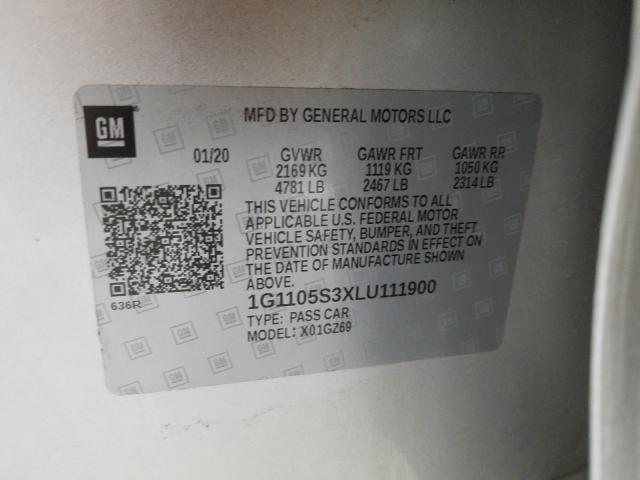 GM
MFD BY GENERAL MOTORS LLC
01/20 GVWR GAWR FRT GAWR RR
2169 KG 1119 KG 1050 KG
4781 LB 2467 LB 2314 LB
THIS VEHICLE CONFORMS TO ALL
APPLICABLE U.S. FEDERAL MOTOR
VEHICLE SAFETY, BUMPER, AND THEFT
PREVENTION STANDARDS IN EFFECT ON
THE DATE OF MANUFACTURE SHOWN
ABOVE.
636R
1G1105S3XLU111900
TYPE: PASS CAR
MODEL: X01GZ69